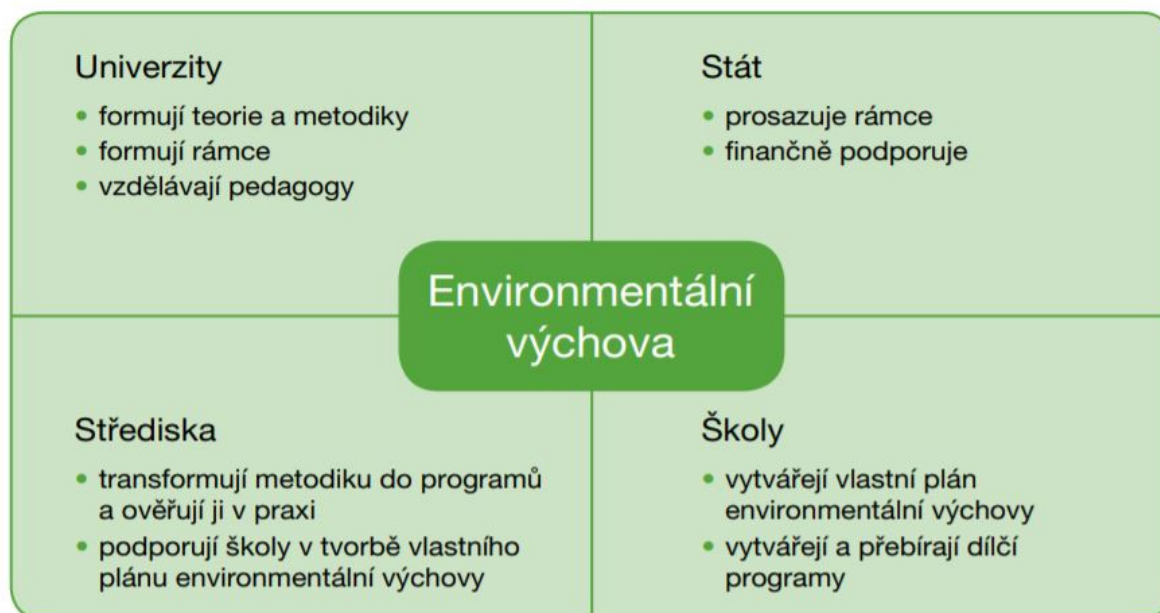 Univerzity
• formují teorie a metodiky
• formují rámce
• vzdělávají pedagogy
Stát
• prosazuje rámce
• finančně podporuje
Environmentální
výchova
Střediska
• transformují metodiku do programů
a ověřují ji v praxi
• podporují školy v tvorbě vlastního
plánu environmentální výchovy
Školy
• vytvářejí vlastní plán
environmentální výchovy
• vytvářejí a přebírají dílčí
programy